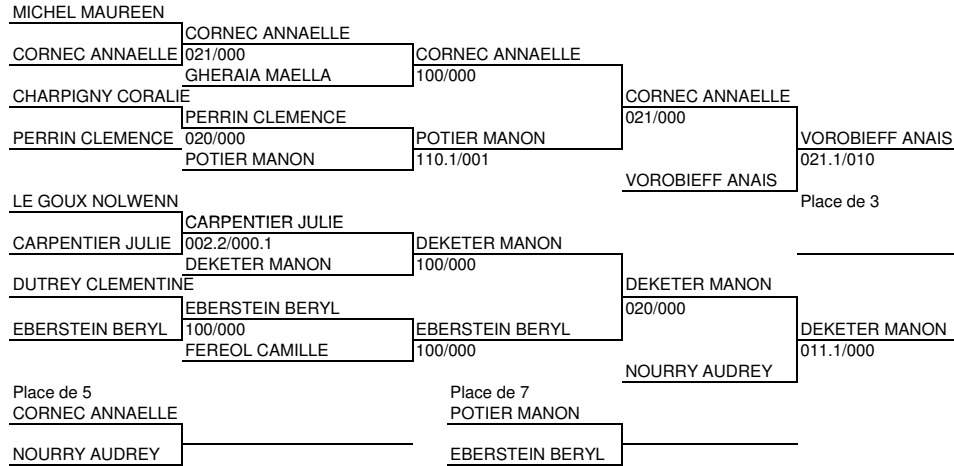 MICHEL MAUREEN
CORNEC ANNAELLE
CORNEC ANNAELLE 021/000 CORNEC ANNAELLE
GHERAIA MAELLA 100/000
CHARPIGNY CORALIE CORNEC ANNAELLE
PERRIN CLEMENCE 021/000
PERRIN CLEMENCE 020/000 POTIER MANON VOROBIEFF ANAIS
POTIER MANON 110.1/001 021.1/010
VOROBIEFF ANAIS
LE GOUX NOLWENN Place de 3
CARPENTIER JULIE
CARPENTIER JULIE 002.2/000.1 DEKETER MANON
DEKETER MANON 100/000
DUTREY CLEMENTINE DEKETER MANON
EBERSTEIN BERYL 020/000
EBERSTEIN BERYL 100/000 EBERSTEIN BERYL DEKETER MANON
FEREOL CAMILLE 100/000 011.1/000
NOURRY AUDREY
Place de 5 Place de 7
CORNEC ANNAELLE POTIER MANON
NOURRY AUDREY EBERSTEIN BERYL